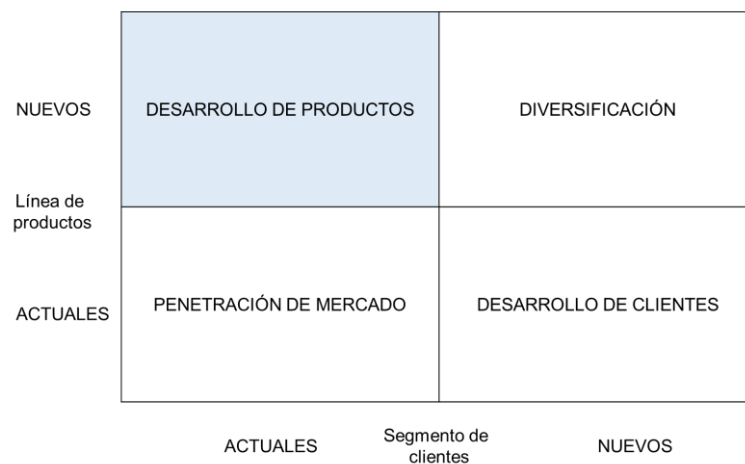 NUEVOS
DESARROLLO DE PRODUCTOS
DIVERSIFICACIÓN
Línea de
productos
ACTUALES
PENETRACIÓN DE MERCADO
DESARROLLO DE CLIENTES
ACTUALES
Segmento de
clientes
NUEVOS